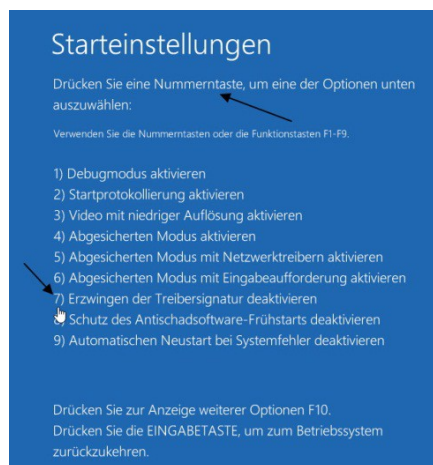 Starteinstellungen
Drücken Sie eine Nummerntaste, um eine der Optionen unten
auszuwählen:
Verwenden Sie die Nummerntasten oder die Funktionstasten F1-F9.
1) Debugmodus aktivieren
2) Startprotokollierung aktivieren
3) Video mit niedriger Auflösung aktivieren
4) Abgesicherten Modus aktivieren
5) Abgesicherten Modus mit Netzwerktreibern aktivieren
6) Abgesicherten Modus mit Eingabeaufforderung aktivieren
7) Erzwingen der Treibersignatur deaktivieren
8) Schutz des Antischadsoftware-Frühstarts deaktivieren
9) Automatischen Neustart bei Systemfehler deaktivieren
Drücken Sie zur Anzeige weiterer Optionen F10.
Drücken Sie die EINGABETASTE, um zum Betriebssystem
zurückzukehren.